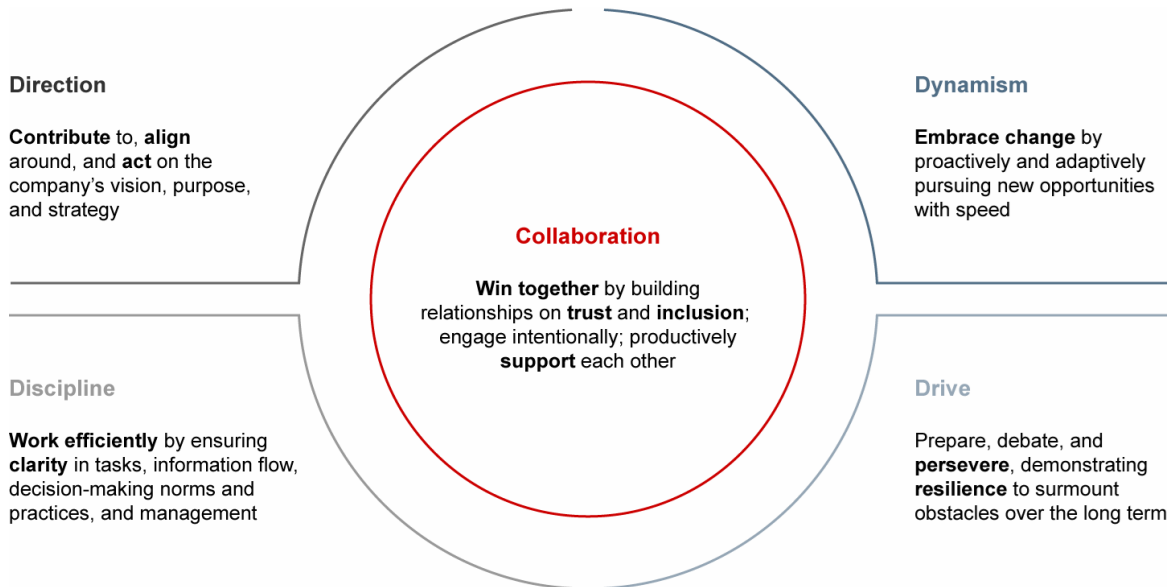 Direction
Contribute to, align
around, and act on the
company's vision, purpose,
and strategy
Dynamism
Embrace change by
proactively and adaptively
pursuing new opportunities
with speed
Collaboration
Win together by building
relationships on trust and inclusion;
engage intentionally; productively
support each other
Discipline
Work efficiently by ensuring
clarity in tasks, information flow,
decision-making norms and
practices, and management
Drive
Prepare, debate, and
persevere, demonstrating
resilience to surmount
obstacles over the long term